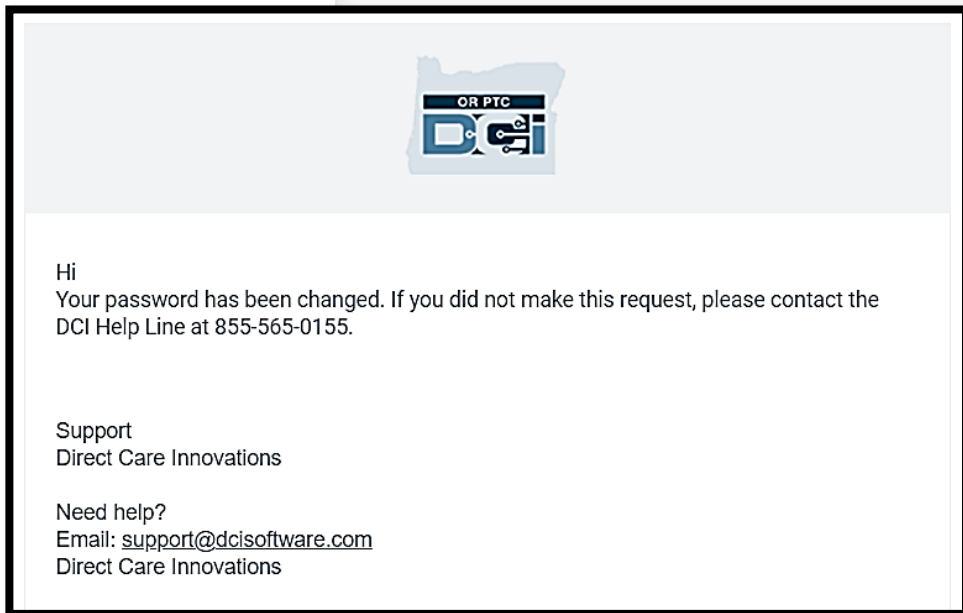 OR PTC
DCI
Hi
Your password has been changed. If you did not make this request, please contact the
DCI Help Line at 855-565-0155.
Support
Direct Care Innovations
Need help?
Email: support@dcisoftware.com
Direct Care Innovations